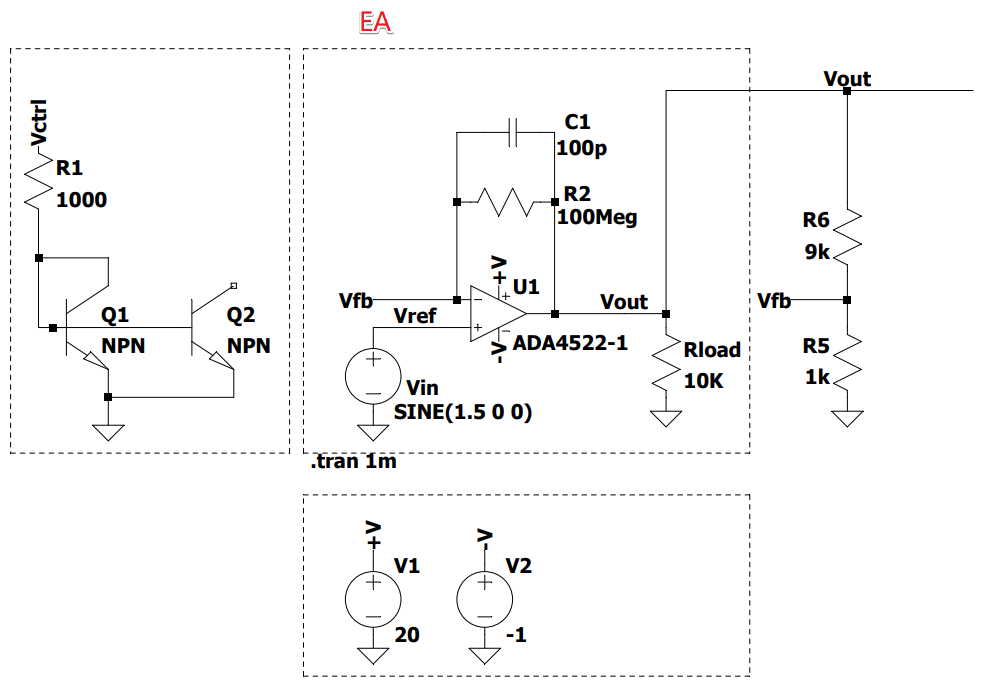 EA
Vctrl
R1
1000
Q1
NPN
Q2
NPN
C1
100p
R2
100Meg
+V
U1
Vfb
Vref
Vout
-V
ADA4522-1
Vin
SINE(1.5 0 0)
Rload
10K
.tran 1m
Vout
R6
9k
Vfb
R5
1k
+V
V1
20
-V
V2
-1